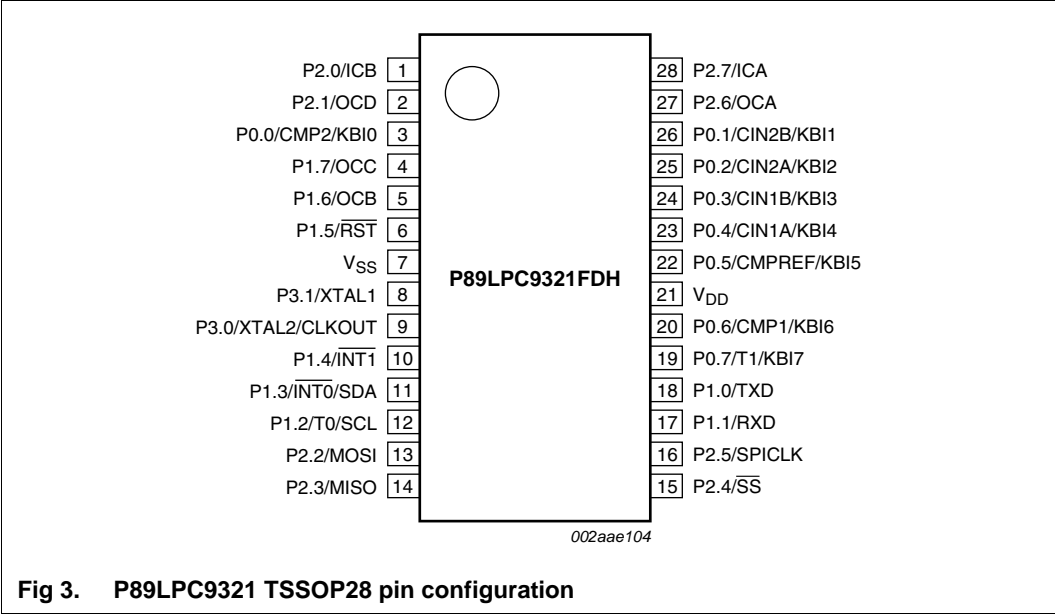 P2.0/ICB 1
P2.1/OCD 2
P0.0/CMP2/KBI0 3
P1.7/OCC 4
P1.6/OCB 5
P1.5/R̅S̅T̅ 6
VSS 7
P3.1/XTAL1 8
P3.0/XTAL2/CLKOUT 9
P1.4/I̅N̅T̅1̅ 10
P1.3/I̅N̅T̅0̅/SDA 11
P1.2/T0/SCL 12
P2.2/MOSI 13
P2.3/MISO 14
P89LPC9321FDH
28 P2.7/ICA
27 P2.6/OCA
26 P0.1/CIN2B/KBI1
25 P0.2/CIN2A/KBI2
24 P0.3/CIN1B/KBI3
23 P0.4/CIN1A/KBI4
22 P0.5/CMPREF/KBI5
21 VDD
20 P0.6/CMP1/KBI6
19 P0.7/T1/KBI7
18 P1.0/TXD
17 P1.1/RXD
16 P2.5/SPICLK
15 P2.4/S̅S̅
002aae104
Fig 3. P89LPC9321 TSSOP28 pin configuration